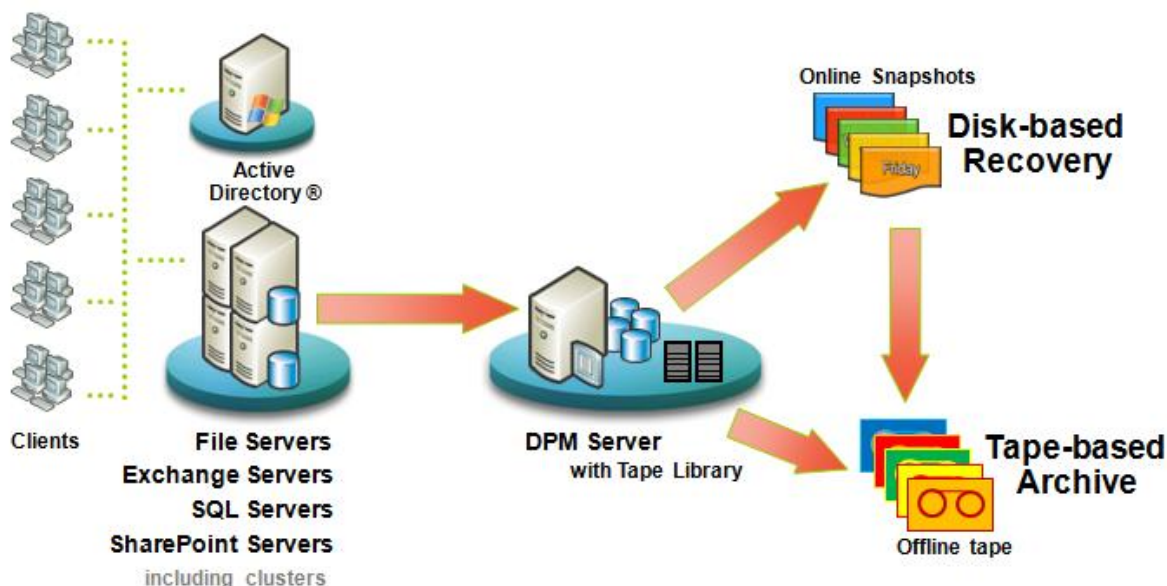 Clients
Active
Directory ®
File Servers
Exchange Servers
SQL Servers
SharePoint Servers
including clusters
DPM Server
with Tape Library
Online Snapshots
Friday
Disk-based
Recovery
Tape-based
Archive
Offline tape